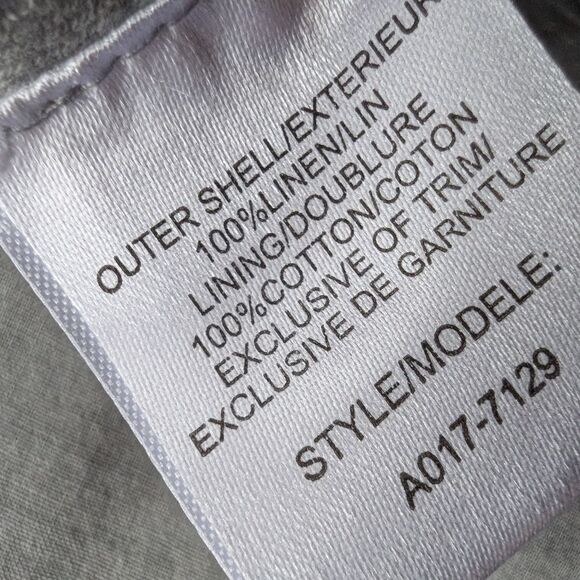 OUTER SHELL/EXTERIEUR
100%LINEN/LIN
LINING/DOUBLURE
100%COTTON/COTON
EXCLUSIVE OF TRIM/
EXCLUSIVE DE GARNITURE
STYLE/MODELE:
A017-7129